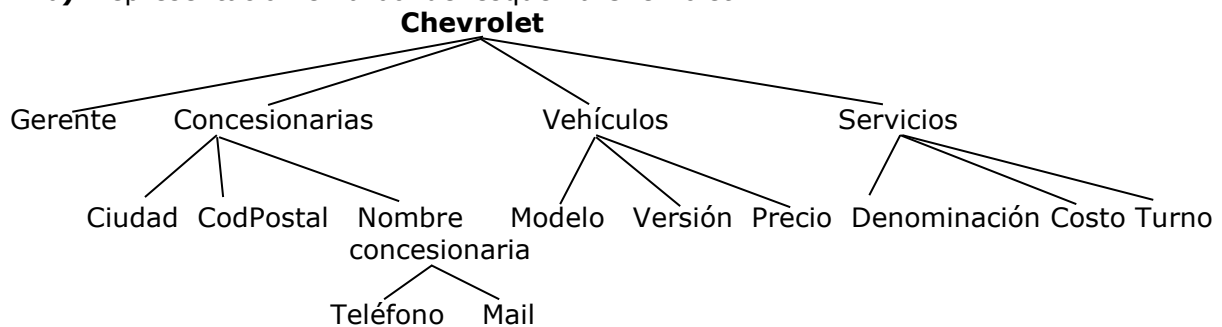 Chevrolet
Gerente Concesionarias Vehículos Servicios
Ciudad CodPostal Nombre Modelo Versión Precio Denominación Costo Turno
concesionaria
Teléfono Mail